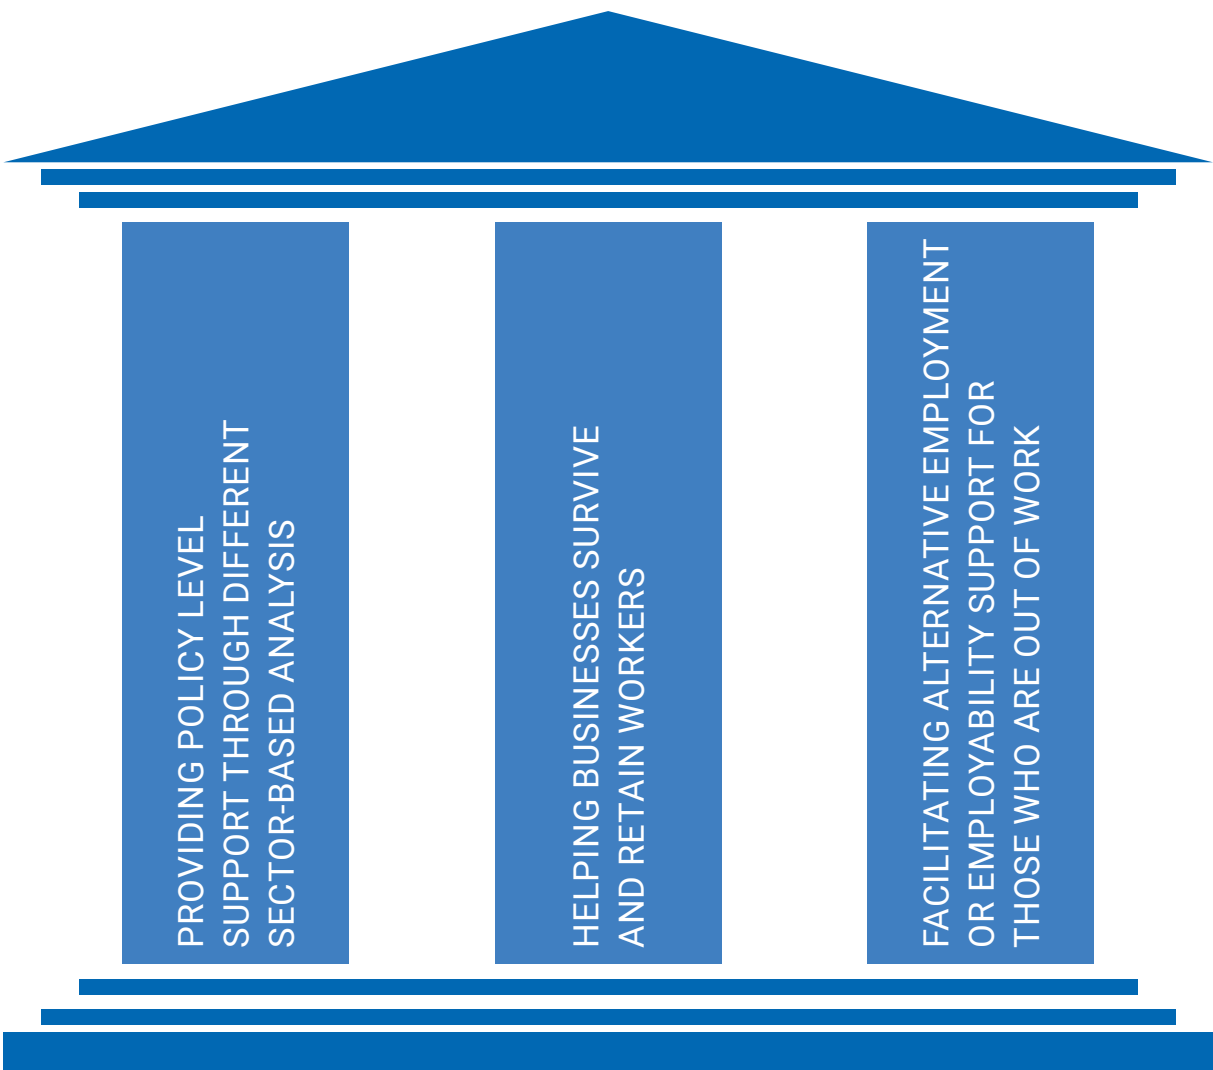 PROVIDING POLICY LEVEL
SUPPORT THROUGH DIFFERENT
SECTOR-BASED ANALYSIS
HELPING BUSINESSES SURVIVE
AND RETAIN WORKERS
FACILITATING ALTERNATIVE EMPLOYMENT
OR EMPLOYABILITY SUPPORT FOR
THOSE WHO ARE OUT OF WORK